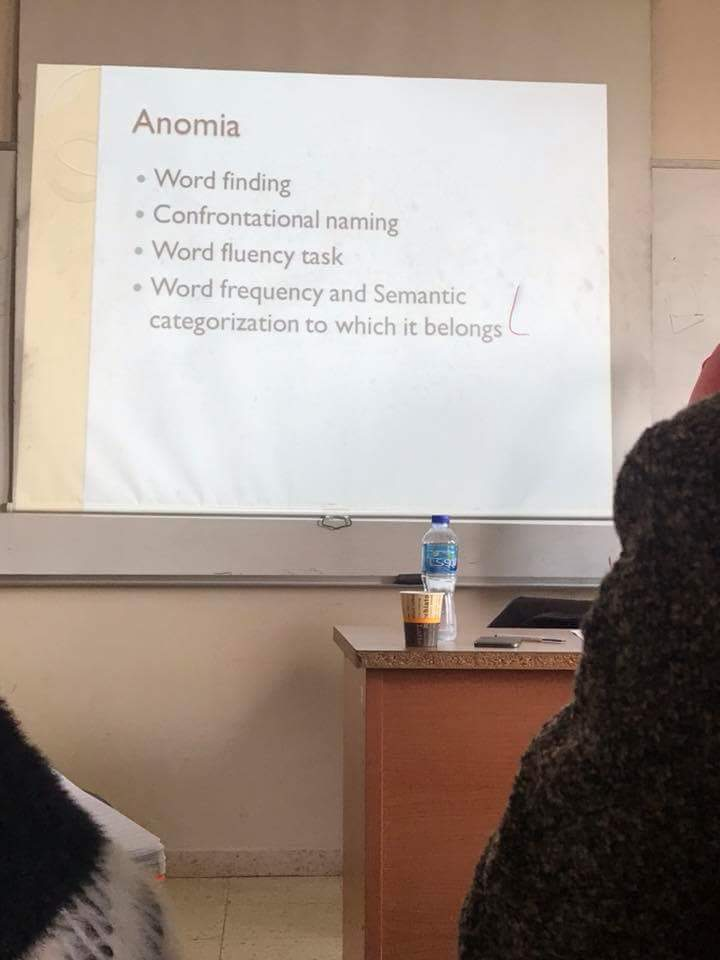 Anomia
• Word finding
• Confrontational naming
• Word fluency task
• Word frequency and Semantic
categorization to which it belongs